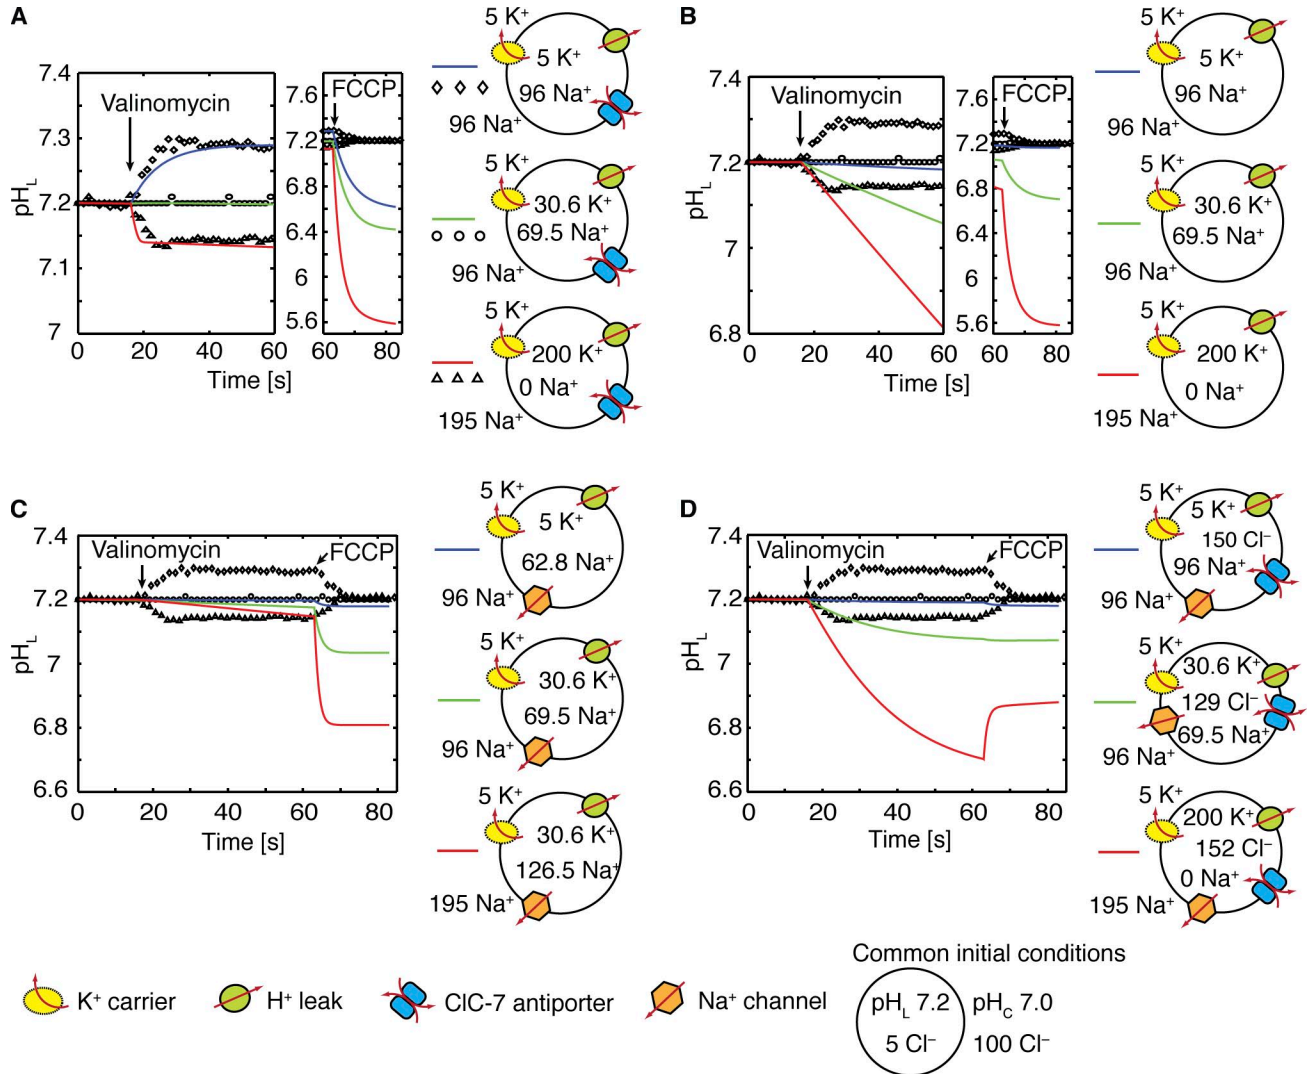 A
Valinomycin
FCCP
7.4
7.3
7.2
7.1
7
pH_L
0 20 40 60
Time [s]
7.6
7.2
6.8
6.4
6
5.6
60 80
5 K⁺
5 K⁺
96 Na⁺
96 Na⁺
5 K⁺
30.6 K⁺
69.5 Na⁺
96 Na⁺
5 K⁺
200 K⁺
0 Na⁺
195 Na⁺
B
Valinomycin
FCCP
7.4
7.2
7
6.8
pH_L
0 20 40 60
Time [s]
7.6
7.2
6.8
6.4
6
5.6
60 80
5 K⁺
5 K⁺
96 Na⁺
96 Na⁺
5 K⁺
30.6 K⁺
69.5 Na⁺
96 Na⁺
5 K⁺
200 K⁺
0 Na⁺
195 Na⁺
C
Valinomycin
FCCP
7.4
7.2
7
6.8
6.6
pH_L
0 20 40 60 80
Time [s]
5 K⁺
5 K⁺
62.8 Na⁺
96 Na⁺
5 K⁺
30.6 K⁺
69.5 Na⁺
96 Na⁺
5 K⁺
30.6 K⁺
126.5 Na⁺
195 Na⁺
D
Valinomycin
FCCP
7.4
7.2
7
6.8
6.6
pH_L
0 20 40 60 80
Time [s]
5 K⁺
5 K⁺
150 Cl⁻
96 Na⁺
96 Na⁺
5 K⁺
30.6 K⁺
129 Cl⁻
69.5 Na⁺
96 Na⁺
5 K⁺
200 K⁺
152 Cl⁻
0 Na⁺
195 Na⁺
K⁺ carrier
H⁺ leak
ClC-7 antiporter
Na⁺ channel
Common initial conditions
pH_L 7.2 pH_C 7.0
5 Cl⁻ 100 Cl⁻